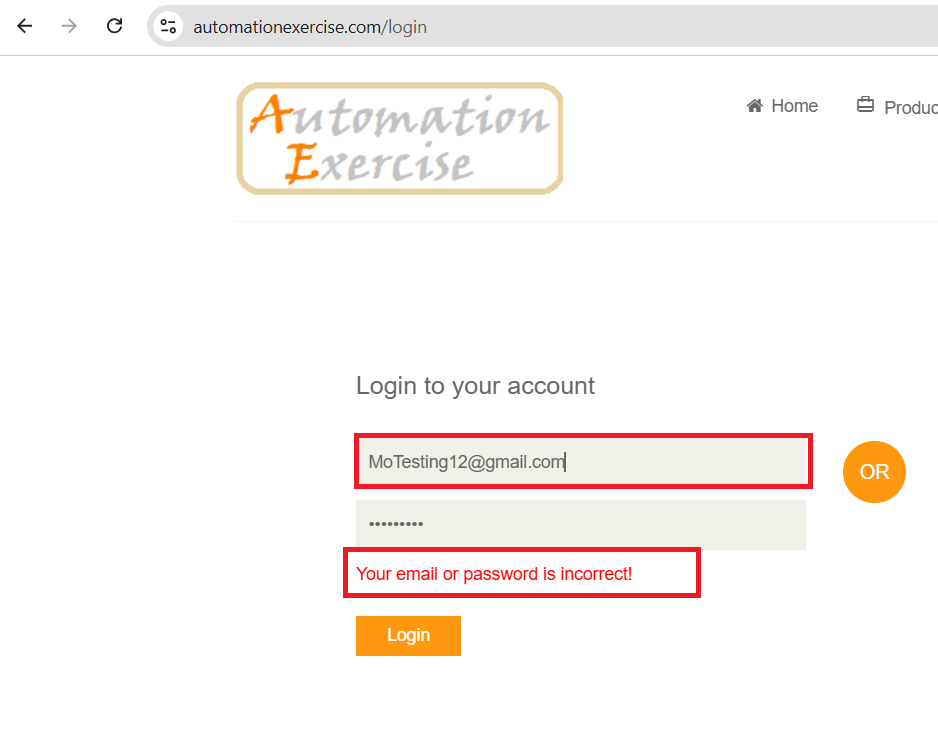 automationexercise.com/login
Automation
Exercise
Home
Produc
Login to your account
MoTesting12@gmail.com
OR
•••••••••
Your email or password is incorrect!
Login